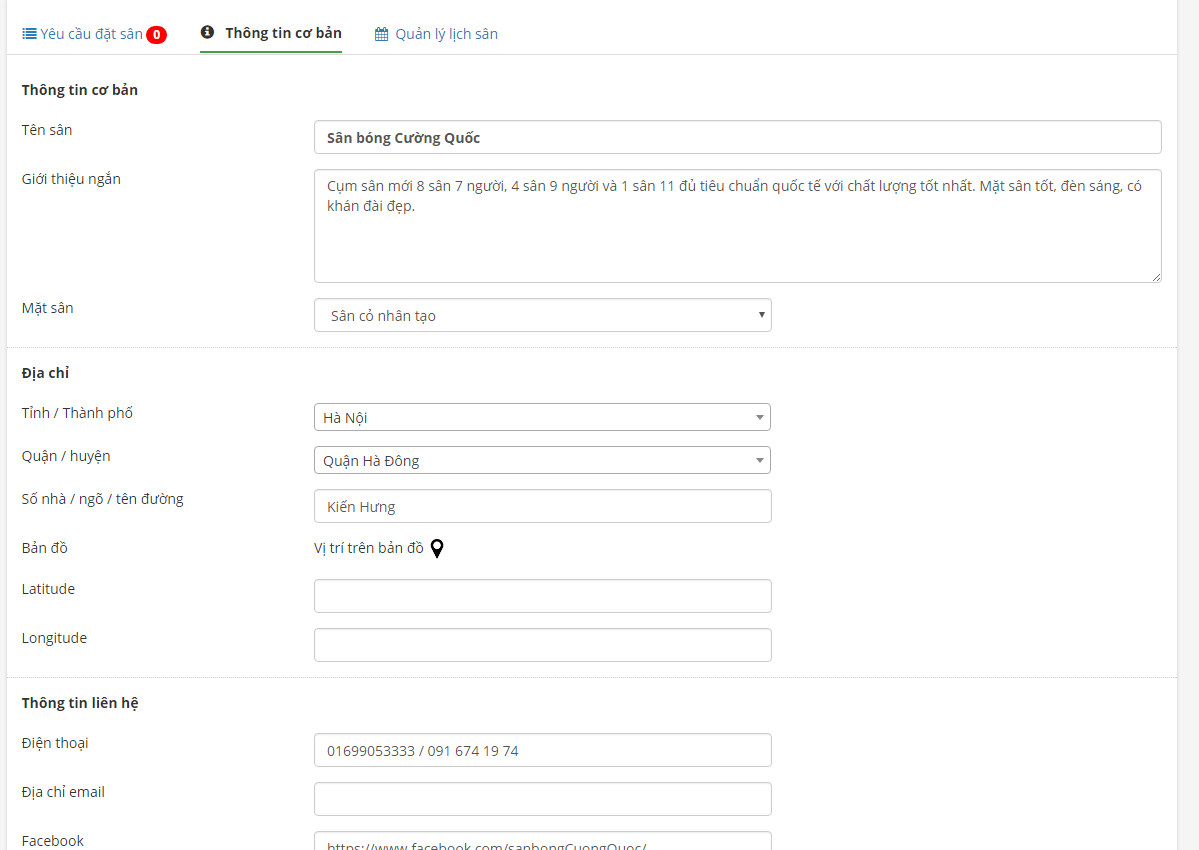 Yêu cầu đặt sân 0 Thông tin cơ bản Quản lý lịch sân
Thông tin cơ bản
Tên sân
Sân bóng Cường Quốc
Giới thiệu ngắn
Cụm sân mới 8 sân 7 người, 4 sân 9 người và 1 sân 11 đủ tiêu chuẩn quốc tế với chất lượng tốt nhất. Mặt sân tốt, đèn sáng, có
khán đài đẹp.
Mặt sân
Sân cỏ nhân tạo
Địa chỉ
Tỉnh / Thành phố
Hà Nội
Quận / huyện
Quận Hà Đông
Số nhà / ngõ / tên đường
Kiến Hưng
Bản đồ
Vị trí trên bản đồ
Latitude
Longitude
Thông tin liên hệ
Điện thoại
01699053333 / 091 674 19 74
Địa chỉ email
Facebook
https://www.facebook.com/sanbongCuongQuoc/